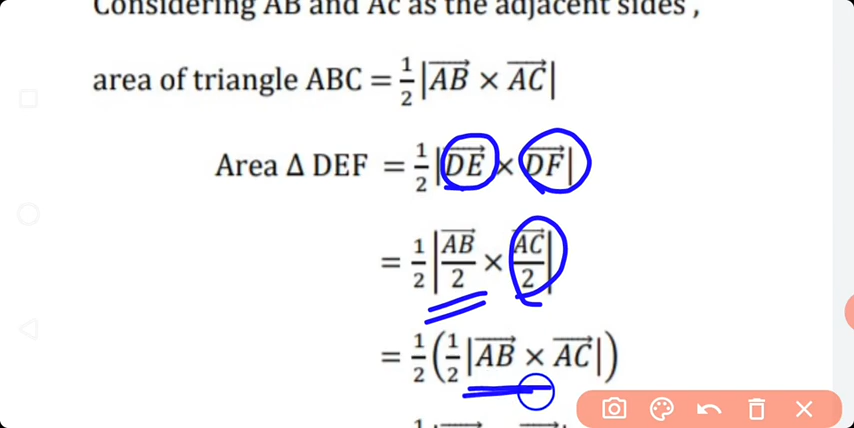 Considering AB and AC as the adjacent sides ,
area of triangle ABC = 1/2 |AB⃗ × AC⃗|
Area Δ DEF = 1/2 |DE⃗ × DF⃗|
= 1/2 |AB⃗/2 × AC⃗/2|
= 1/2 (1/2 |AB⃗ × AC⃗|)